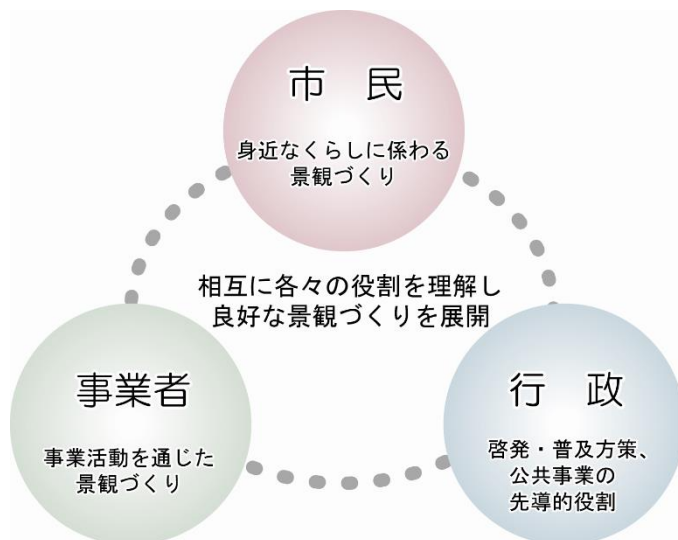 市　民
身近なくらしに係わる
景観づくり
相互に各々の役割を理解し
良好な景観づくりを展開
事業者
事業活動を通じた
景観づくり
行　政
啓発・普及方策、
公共事業の
先導的役割